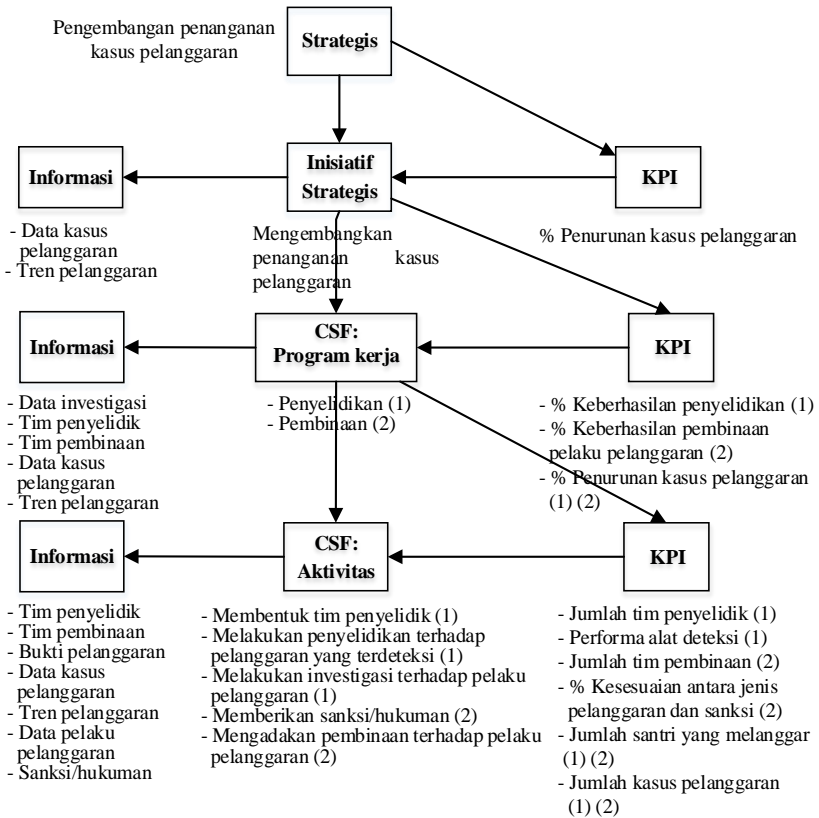 Pengembangan penanganan
kasus pelanggaran
Strategis
Informasi
Inisiatif
Strategis
KPI
- Data kasus
pelanggaran
- Tren pelanggaran
Mengembangkan
penanganan kasus
pelanggaran
% Penurunan kasus pelanggaran
Informasi
CSF:
Program kerja
KPI
- Data investigasi
- Tim penyelidik
- Tim pembinaan
- Data kasus
pelanggaran
- Tren pelanggaran
- Penyelidikan (1)
- Pembinaan (2)
- % Keberhasilan penyelidikan (1)
- % Keberhasilan pembinaan
pelaku pelanggaran (2)
- % Penurunan kasus pelanggaran
(1) (2)
Informasi
CSF:
Aktivitas
KPI
- Tim penyelidik
- Tim pembinaan
- Bukti pelanggaran
- Data kasus
pelanggaran
- Tren pelanggaran
- Data pelaku
pelanggaran
- Sanksi/hukuman
- Membentuk tim penyelidik (1)
- Melakukan penyelidikan terhadap
pelanggaran yang terdeteksi (1)
- Melakukan investigasi terhadap pelaku
pelanggaran (1)
- Memberikan sanksi/hukuman (2)
- Mengadakan pembinaan terhadap pelaku
pelanggaran (2)
- Jumlah tim penyelidik (1)
- Performa alat deteksi (1)
- Jumlah tim pembinaan (2)
- % Kesesuaian antara jenis
pelanggaran dan sanksi (2)
- Jumlah santri yang melanggar
(1) (2)
- Jumlah kasus pelanggaran
(1) (2)